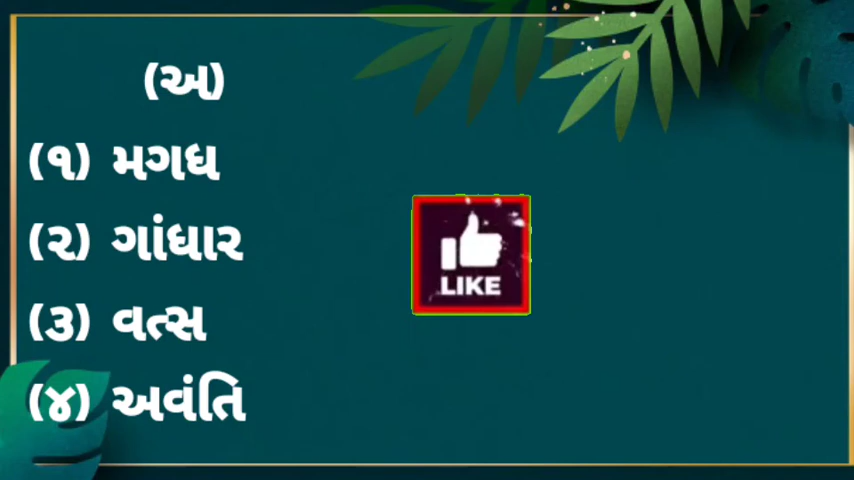 (અ)
(૧) મગધ
(૨) ગાંધાર
(૩) વત્સ
(૪) અવંતિ
LIKE